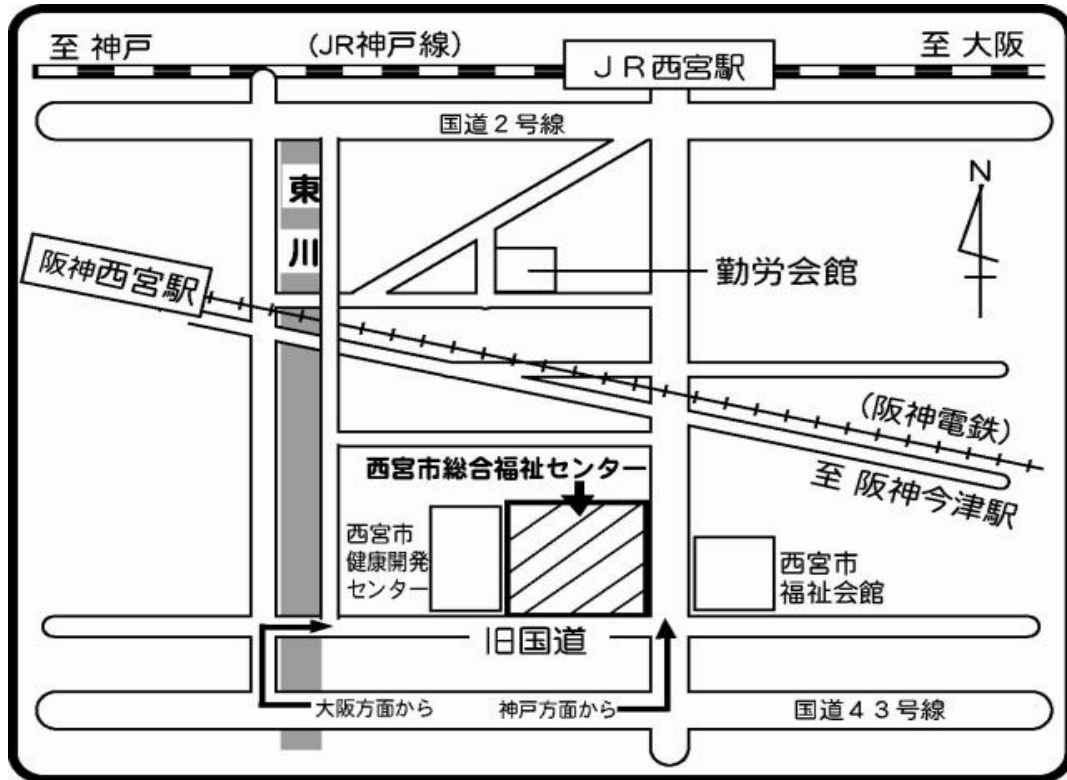 至 神戸
(JR神戸線)
ＪＲ西宮駅
至 大阪
国道２号線
東
川
N
阪神西宮駅
勤労会館
(阪神電鉄)
至 阪神今津駅
西宮市総合福祉センター
西宮市
健康開発
センター
西宮市
福祉会館
旧国道
大阪方面から
神戸方面から
国道４３号線